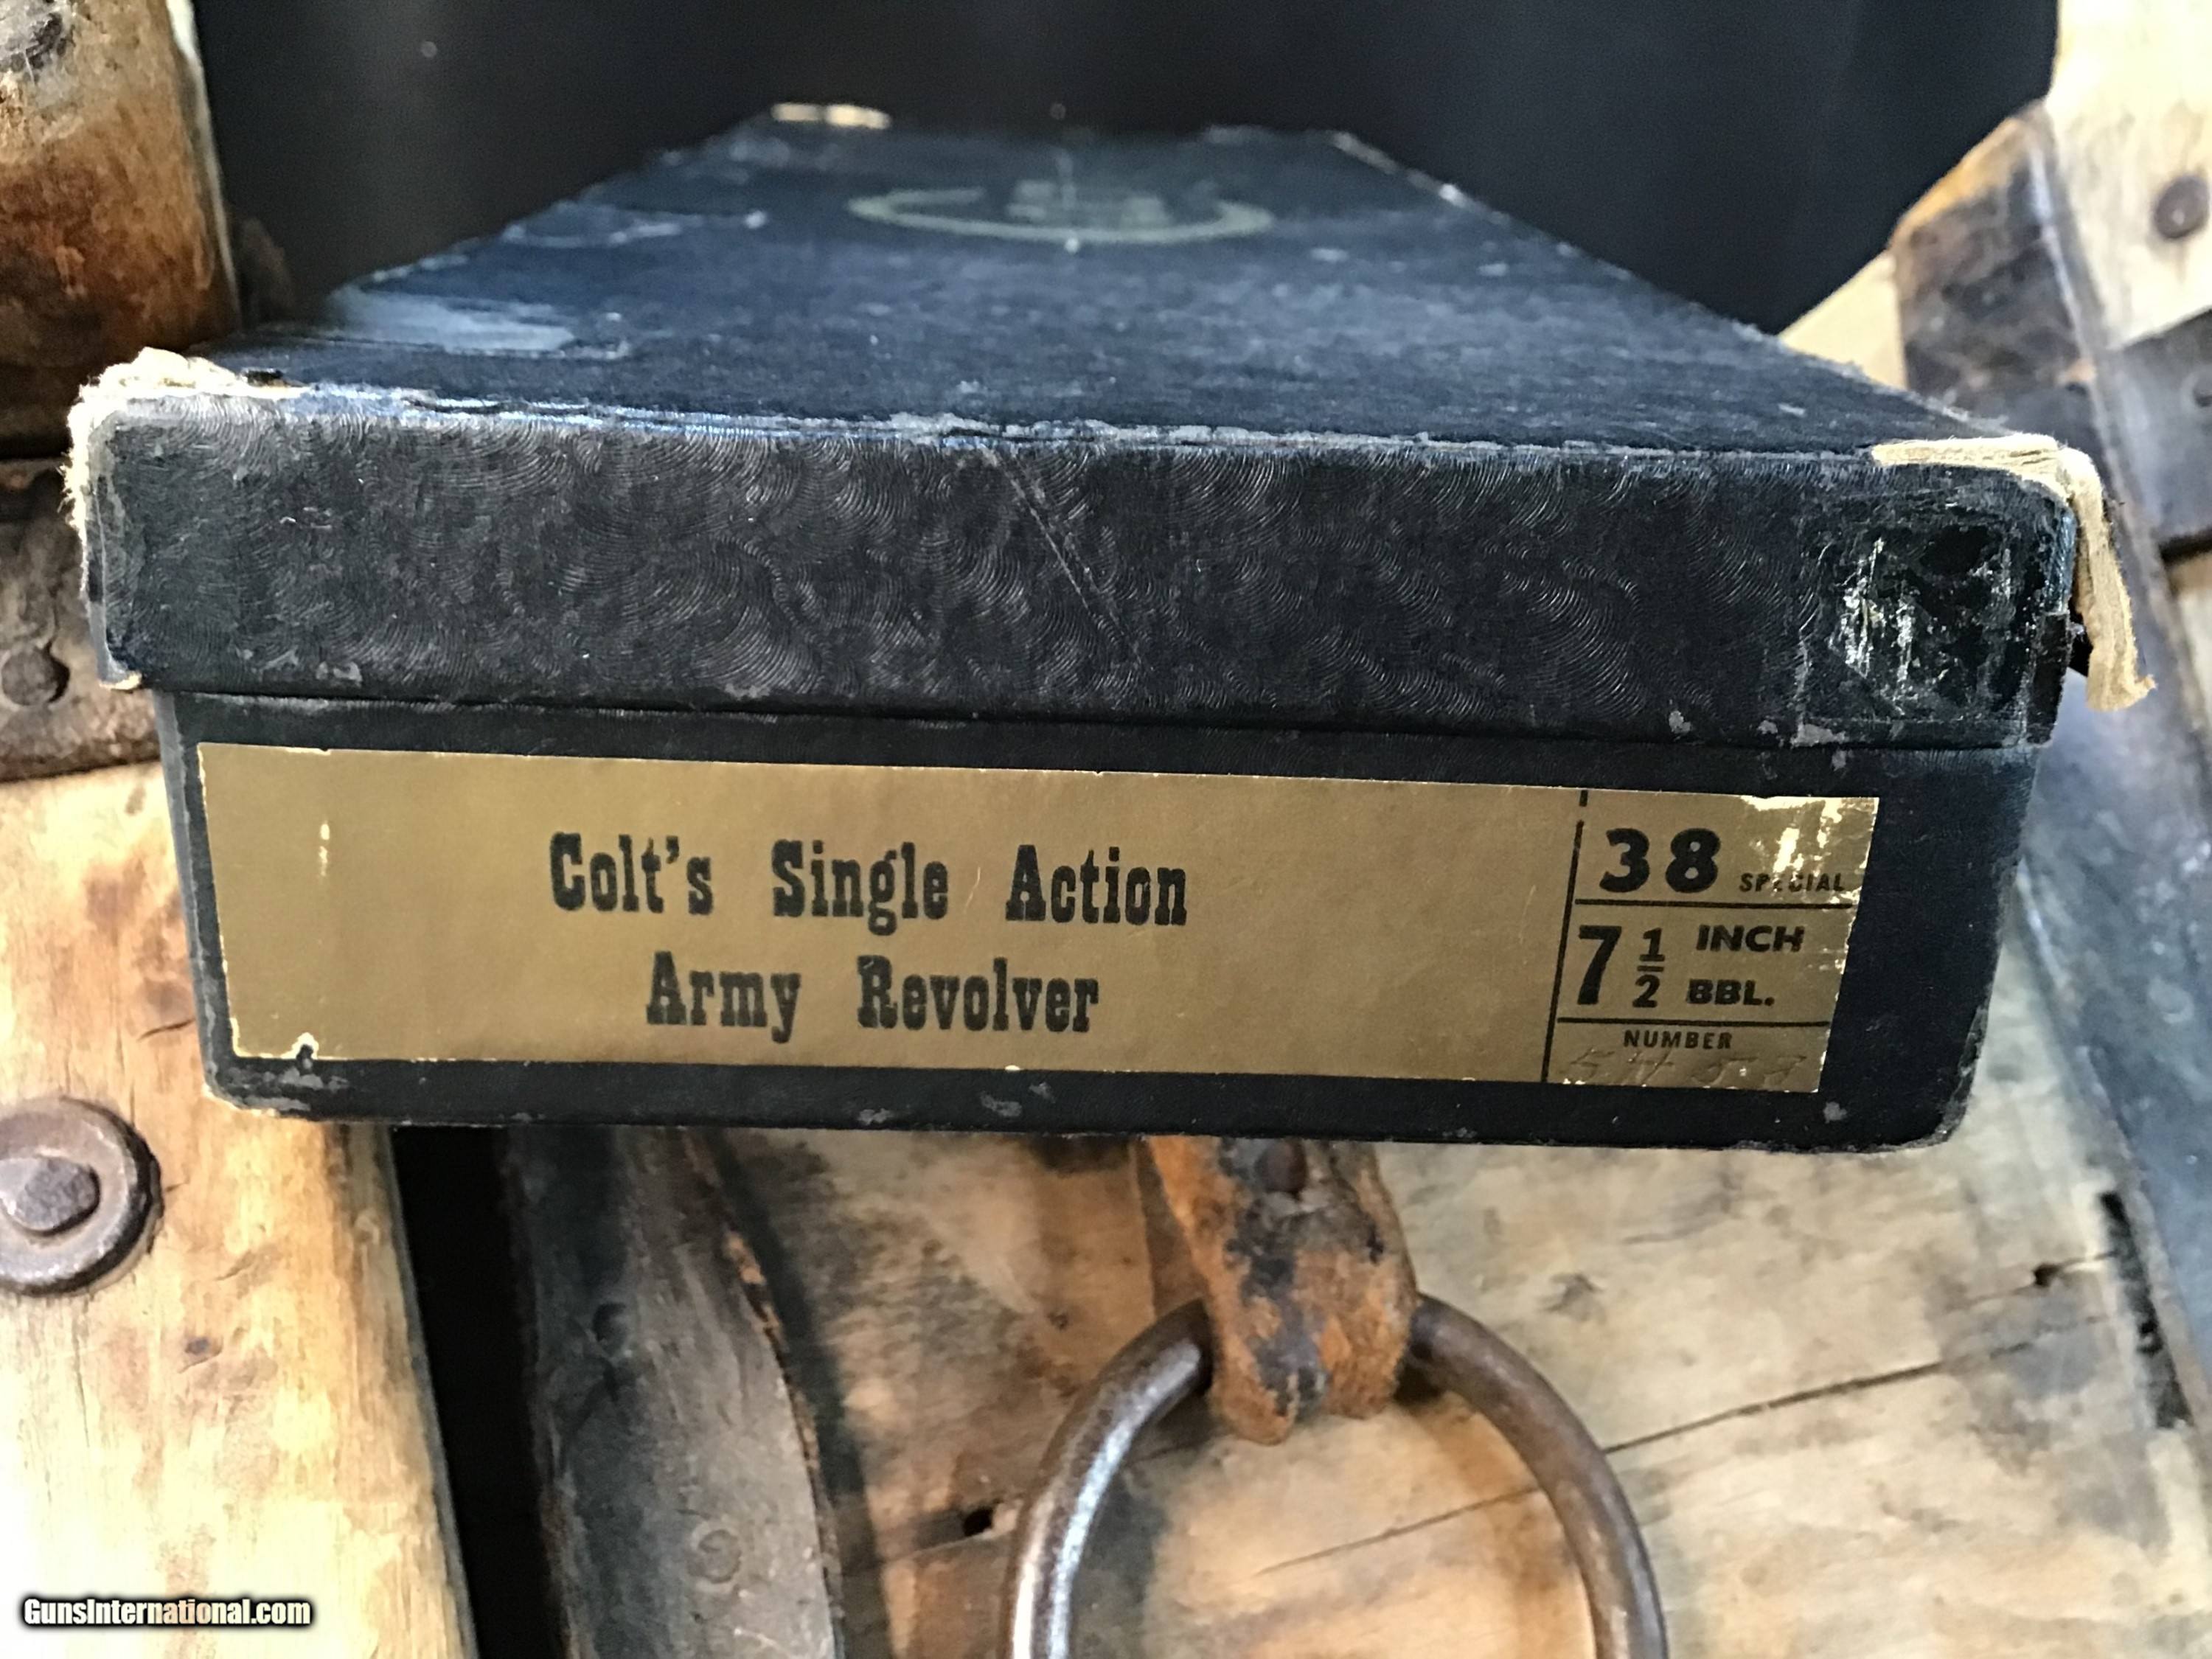 Colt's Single Action
Army Revolver
38 SPECIAL
7 1/2 INCH
BBL.
NUMBER
GunsInternational.com